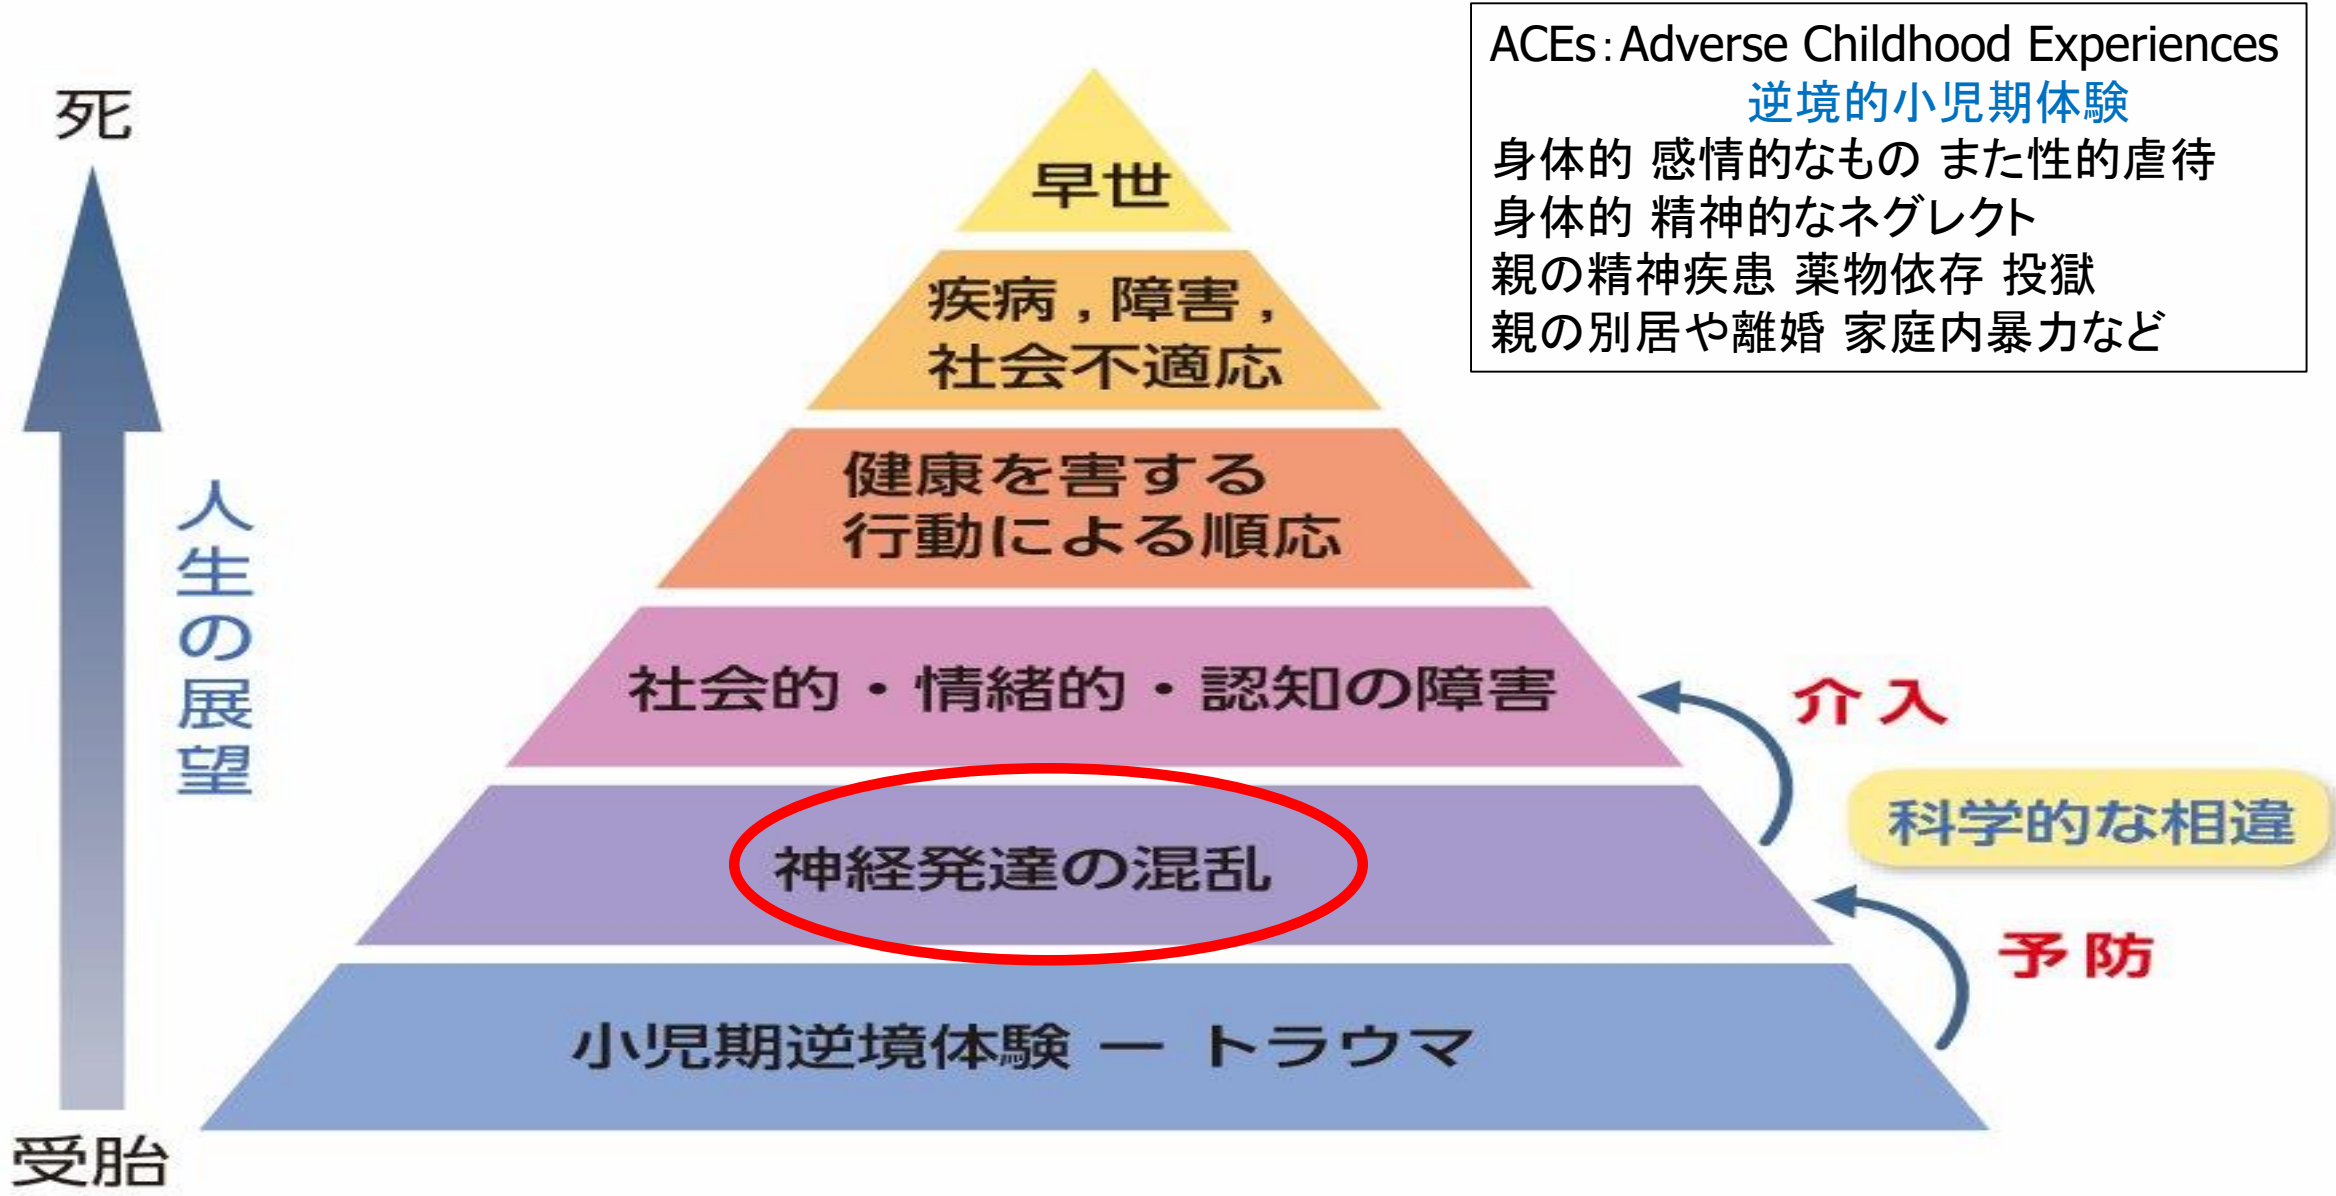 ACEs：Adverse Childhood Experiences
逆境的小児期体験
身体的 感情的なもの また性的虐待
身体的 精神的なネグレクト
親の精神疾患 薬物依存 投獄
親の別居や離婚 家庭内暴力など
死
人生の展望
受胎
早世
疾病，障害，
社会不適応
健康を害する
行動による順応
社会的・情緒的・認知の障害
神経発達の混乱
小児期逆境体験 ー トラウマ
介入
科学的な相違
予防